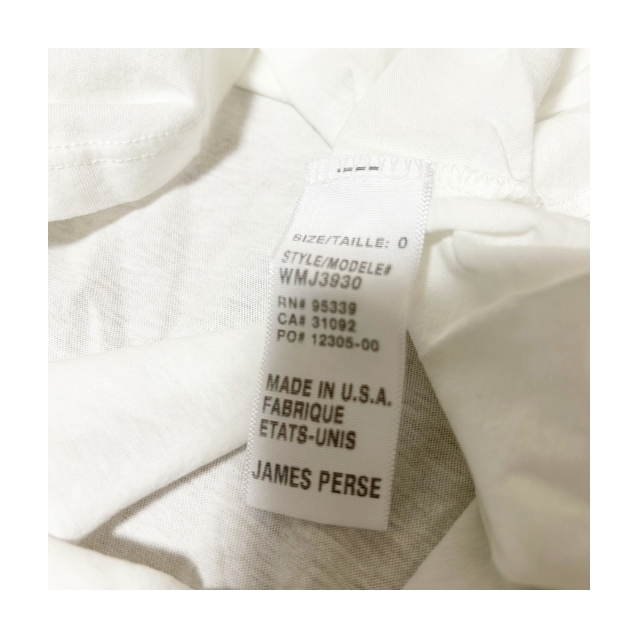 SIZE/TAILLE: 0
STYLE/MODELE#
WMJ3930
RN# 95339
CA# 31092
PO# 12305-00
MADE IN U.S.A.
FABRIQUE
ETATS-UNIS
JAMES PERSE